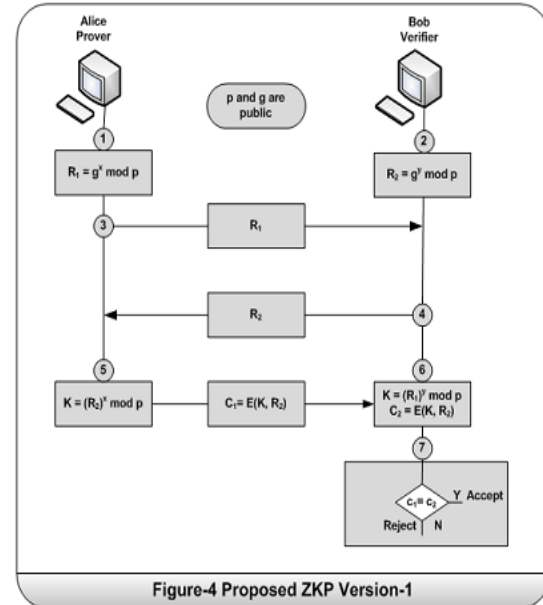 Alice
Prover
Bob
Verifier
p and g are
public
1
2
R₁ = gˣ mod p
R₂ = gʸ mod p
3
R₁
R₂
4
5
6
K = (R₂)ˣ mod p
C₁= E(K, R₂)
K = (R₁)ʸ mod p
C₂ = E(K, R₂)
7
c₁= c₂
Y Accept
Reject N
Figure-4 Proposed ZKP Version-1